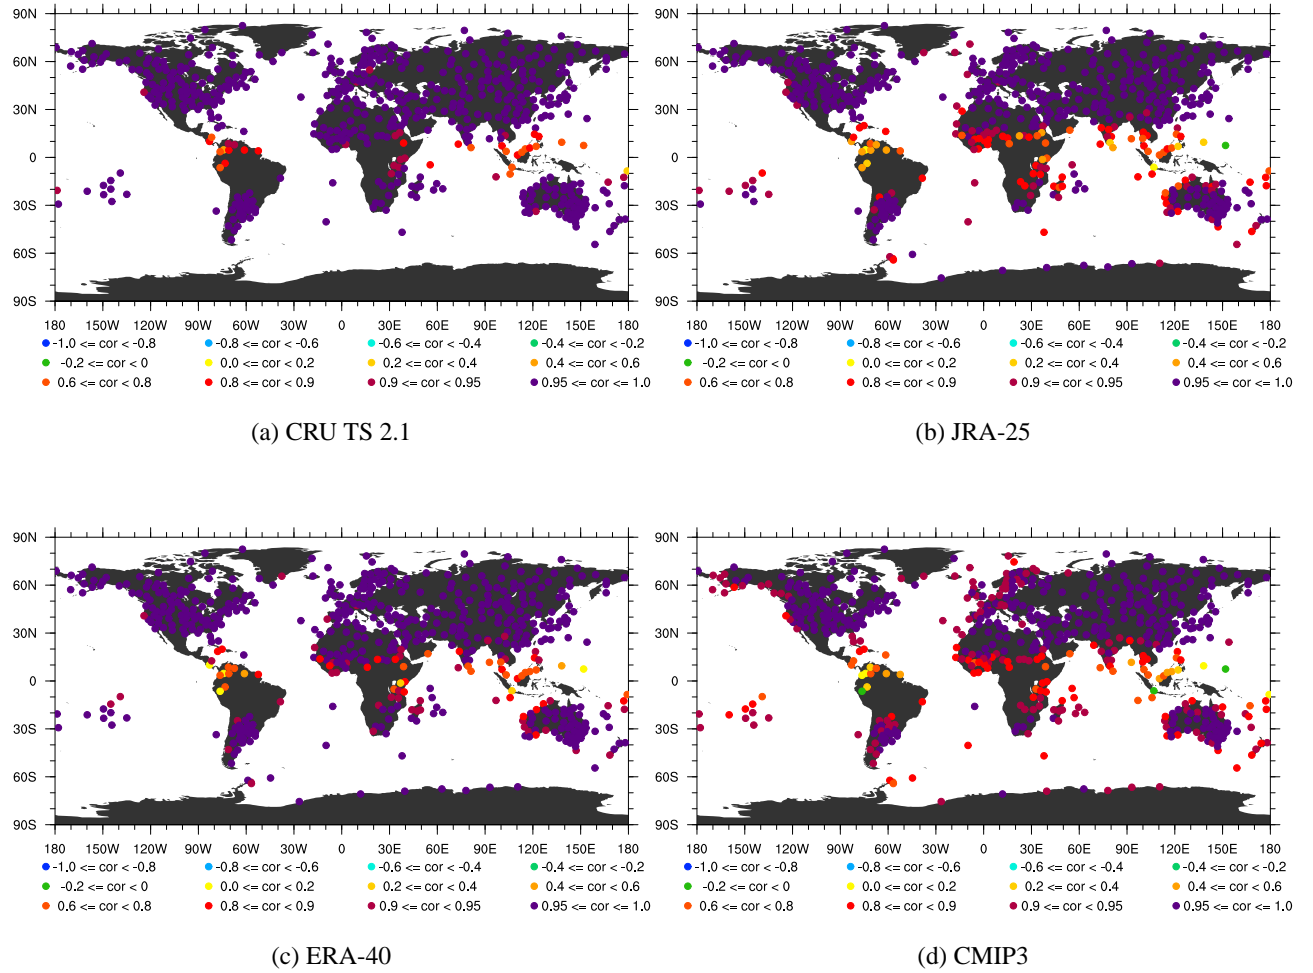 90N 90N
60N 60N
30N 30N
0 0
30S 30S
60S 60S
90S 90S
180 150W 120W 90W 60W 30W 0 30E 60E 90E 120E 150E 180 180 150W 120W 90W 60W 30W 0 30E 60E 90E 120E 150E 180
-1.0 <= cor < -0.8 -0.8 <= cor < -0.6 -0.6 <= cor < -0.4 -0.4 <= cor < -0.2 -1.0 <= cor < -0.8 -0.8 <= cor < -0.6 -0.6 <= cor < -0.4 -0.4 <= cor < -0.2
-0.2 <= cor < 0 0.0 <= cor < 0.2 0.2 <= cor < 0.4 0.4 <= cor < 0.6 -0.2 <= cor < 0 0.0 <= cor < 0.2 0.2 <= cor < 0.4 0.4 <= cor < 0.6
0.6 <= cor < 0.8 0.8 <= cor < 0.9 0.9 <= cor < 0.95 0.95 <= cor <= 1.0 0.6 <= cor < 0.8 0.8 <= cor < 0.9 0.9 <= cor < 0.95 0.95 <= cor <= 1.0
(a) CRU TS 2.1 (b) JRA-25
90N 90N
60N 60N
30N 30N
0 0
30S 30S
60S 60S
90S 90S
180 150W 120W 90W 60W 30W 0 30E 60E 90E 120E 150E 180 180 150W 120W 90W 60W 30W 0 30E 60E 90E 120E 150E 180
-1.0 <= cor < -0.8 -0.8 <= cor < -0.6 -0.6 <= cor < -0.4 -0.4 <= cor < -0.2 -1.0 <= cor < -0.8 -0.8 <= cor < -0.6 -0.6 <= cor < -0.4 -0.4 <= cor < -0.2
-0.2 <= cor < 0 0.0 <= cor < 0.2 0.2 <= cor < 0.4 0.4 <= cor < 0.6 -0.2 <= cor < 0 0.0 <= cor < 0.2 0.2 <= cor < 0.4 0.4 <= cor < 0.6
0.6 <= cor < 0.8 0.8 <= cor < 0.9 0.9 <= cor < 0.95 0.95 <= cor <= 1.0 0.6 <= cor < 0.8 0.8 <= cor < 0.9 0.9 <= cor < 0.95 0.95 <= cor <= 1.0
(c) ERA-40 (d) CMIP3